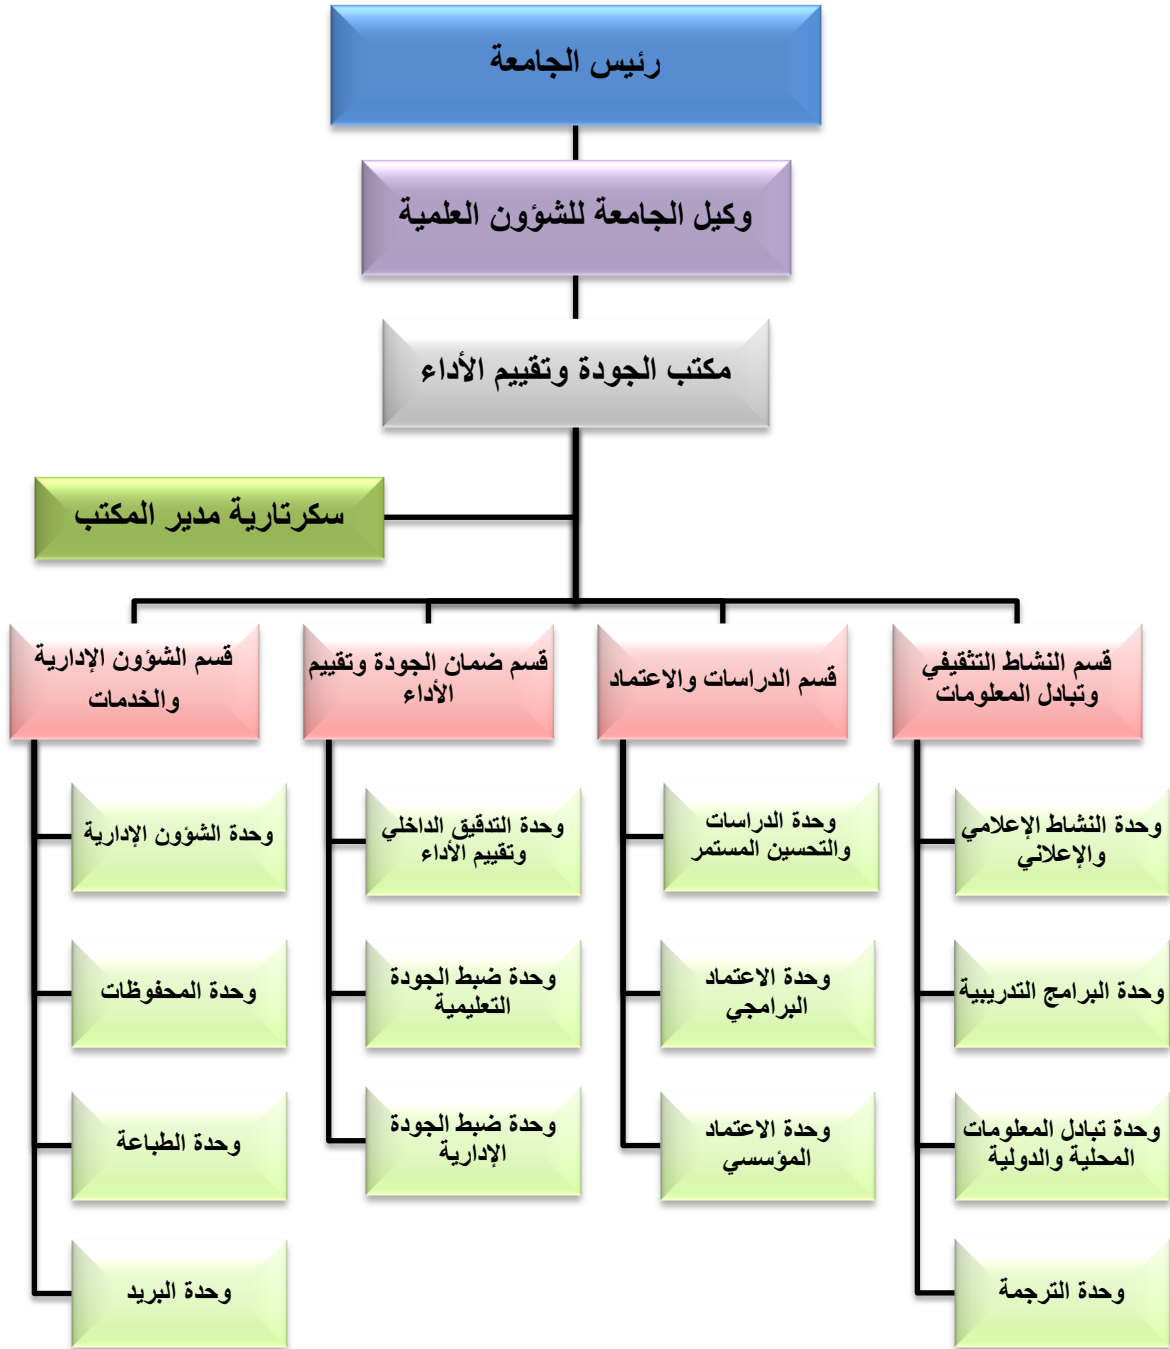 رئيس الجامعة
وكيل الجامعة للشؤون العلمية
مكتب الجودة وتقييم الأداء
سكرتارية مدير المكتب
قسم النشاط التثقيفي
وتبادل المعلومات
قسم الدراسات والاعتماد
قسم ضمان الجودة وتقييم
الأداء
قسم الشؤون الإدارية
والخدمات
وحدة النشاط الإعلامي
والإعلاني
وحدة الدراسات
والتحسين المستمر
وحدة التدقيق الداخلي
وتقييم الأداء
وحدة الشؤون الإدارية
وحدة البرامج التدريبية
وحدة الاعتماد
البرامجي
وحدة ضبط الجودة
التعليمية
وحدة المحفوظات
وحدة تبادل المعلومات
المحلية والدولية
وحدة الاعتماد
المؤسسي
وحدة ضبط الجودة
الإدارية
وحدة الطباعة
وحدة الترجمة
وحدة البريد